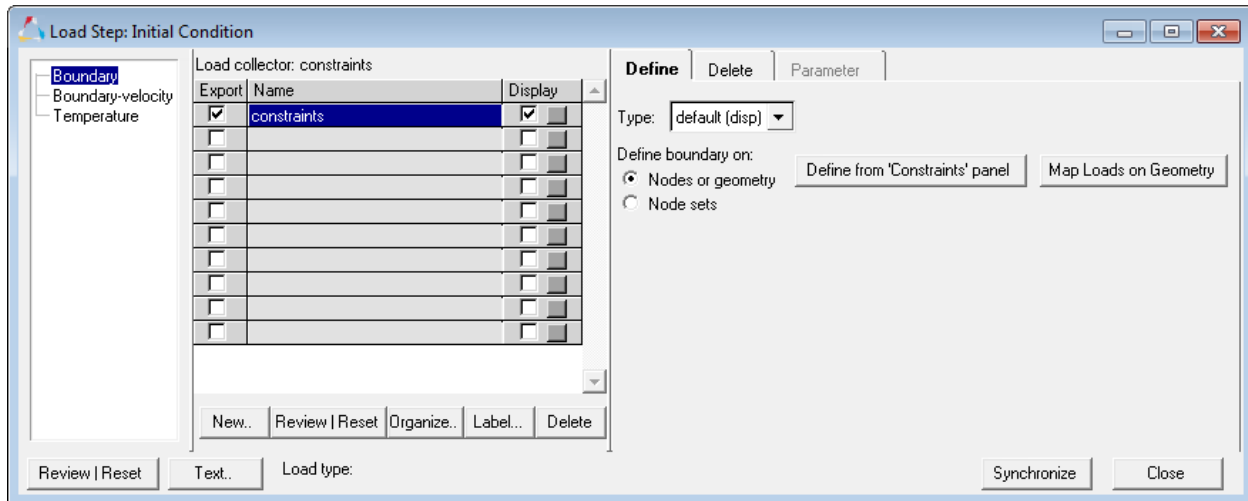 Load Step: Initial Condition
Boundary
Boundary-velocity
Temperature
Load collector: constraints
Export Name Display
constraints
New.. Review | Reset Organize.. Label... Delete
Define Delete Parameter
Type: default (disp)
Define boundary on:
Nodes or geometry
Node sets
Define from 'Constraints' panel Map Loads on Geometry
Review | Reset Text.. Load type: Synchronize Close